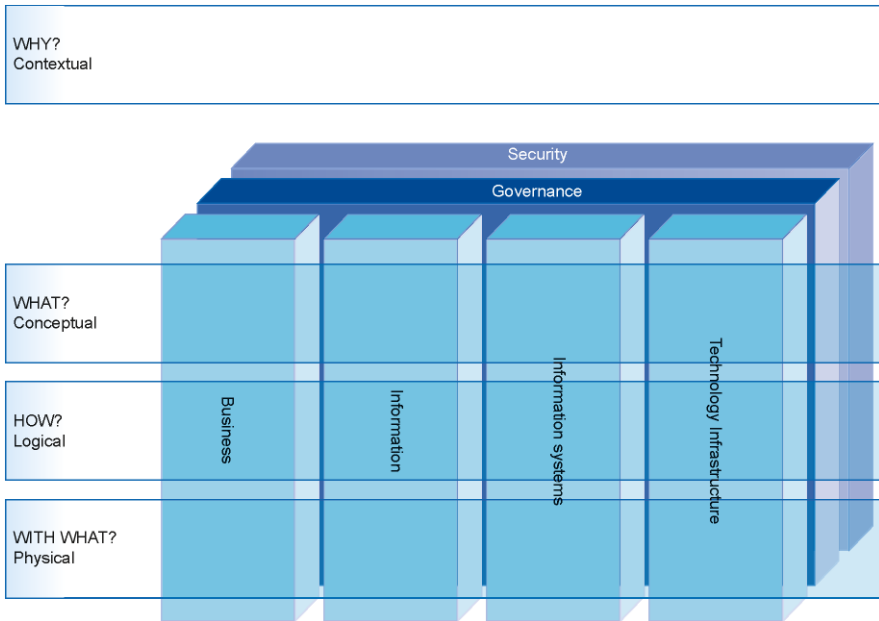 WHY?
Contextual
Security
Governance
WHAT?
Conceptual
HOW?
Logical
WITH WHAT?
Physical
Business
Information
Information systems
Technology Infrastructure